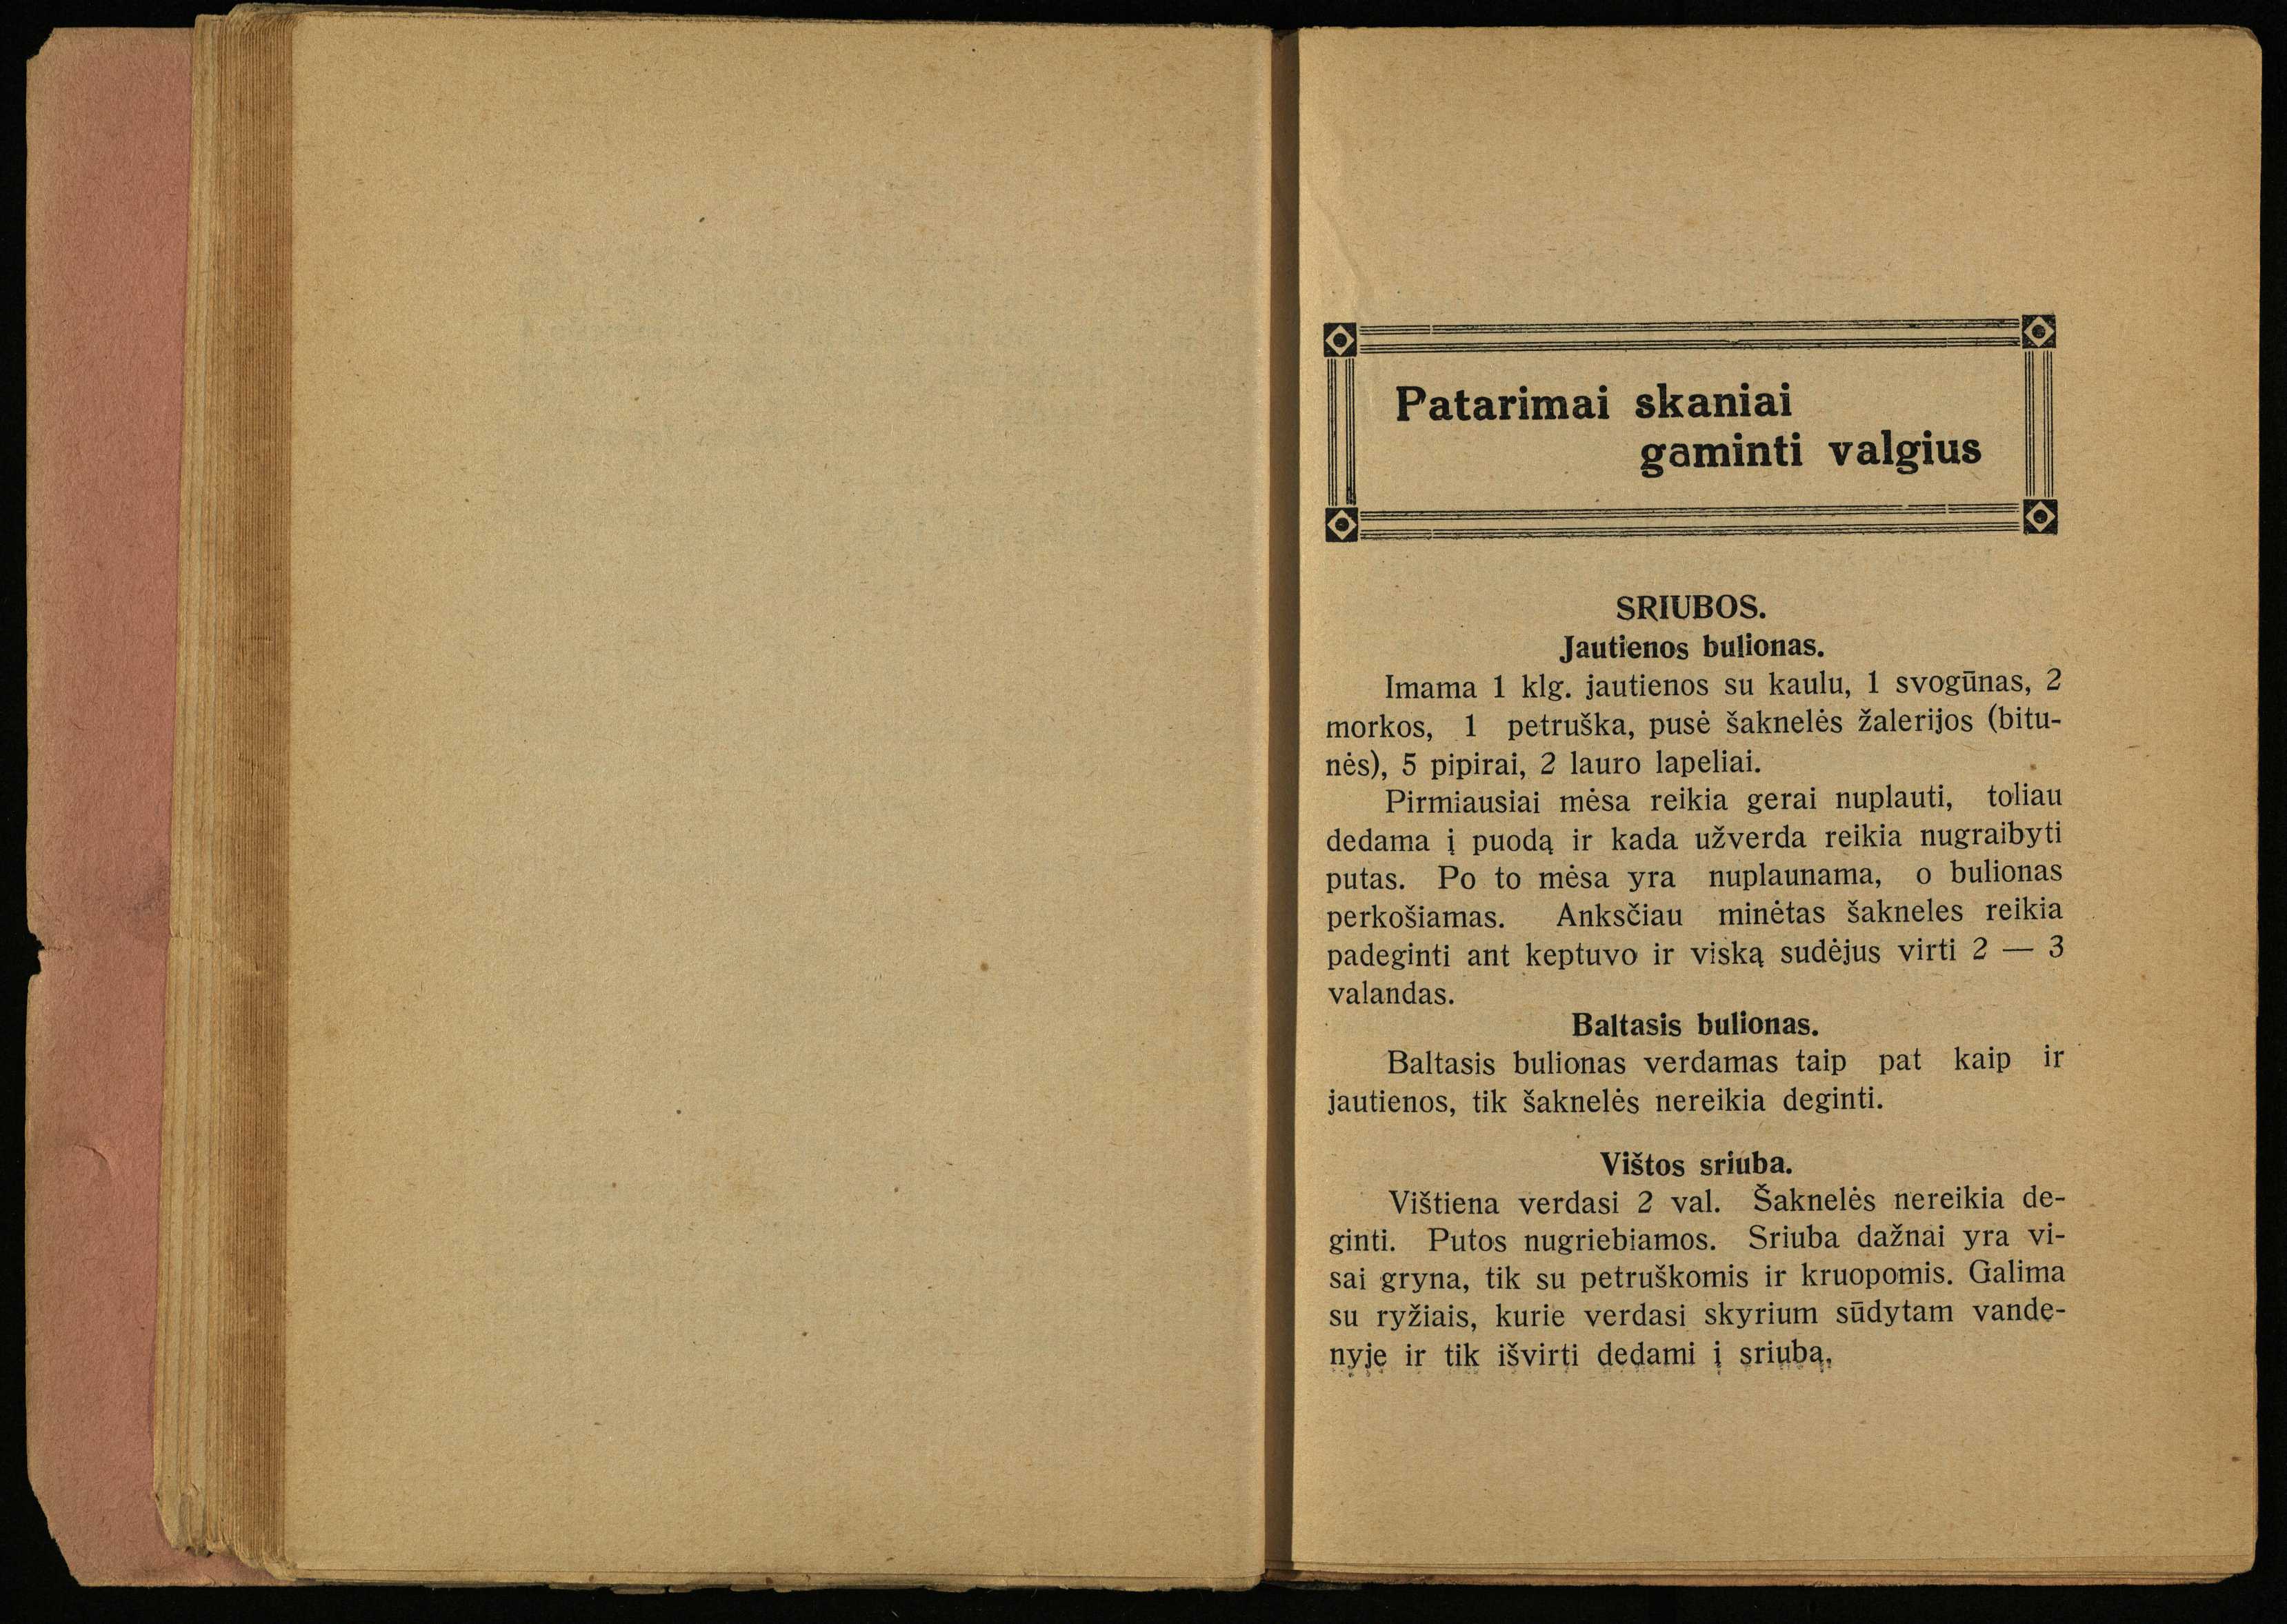 Patarimai skaniai
gaminti valgius
SRIUBOS.
Jautienos bulionas.
Imama 1 klg. jautienos su kaulu, 1 svogūnas, 2
morkos, 1 petruška, pusė šaknelės žalerijos (bitu-
nės), 5 pipirai, 2 lauro lapeliai.
Pirmiausiai mėsa reikia gerai nuplauti, toliau
dedama į puodą ir kada užverda reikia nugraibyti
putas. Po to mėsa yra nuplaunama, o bulionas
perkošiamas. Anksčiau minėtas šakneles reikia
padeginti ant keptuvo ir viską sudėjus virti 2 — 3
valandas.
Baltasis bulionas.
Baltasis bulionas verdamas taip pat kaip ir
jautienos, tik šaknelės nereikia deginti.
Vištos sriuba.
Vištiena verdasi 2 val. Šaknelės nereikia de-
ginti. Putos nugriebiamos. Sriuba dažnai yra vi-
sai gryna, tik su petruškomis ir kruopomis. Galima
su ryžiais, kurie verdasi skyrium sūdytam vande-
nyje ir tik išvirti dedami į sriubą.